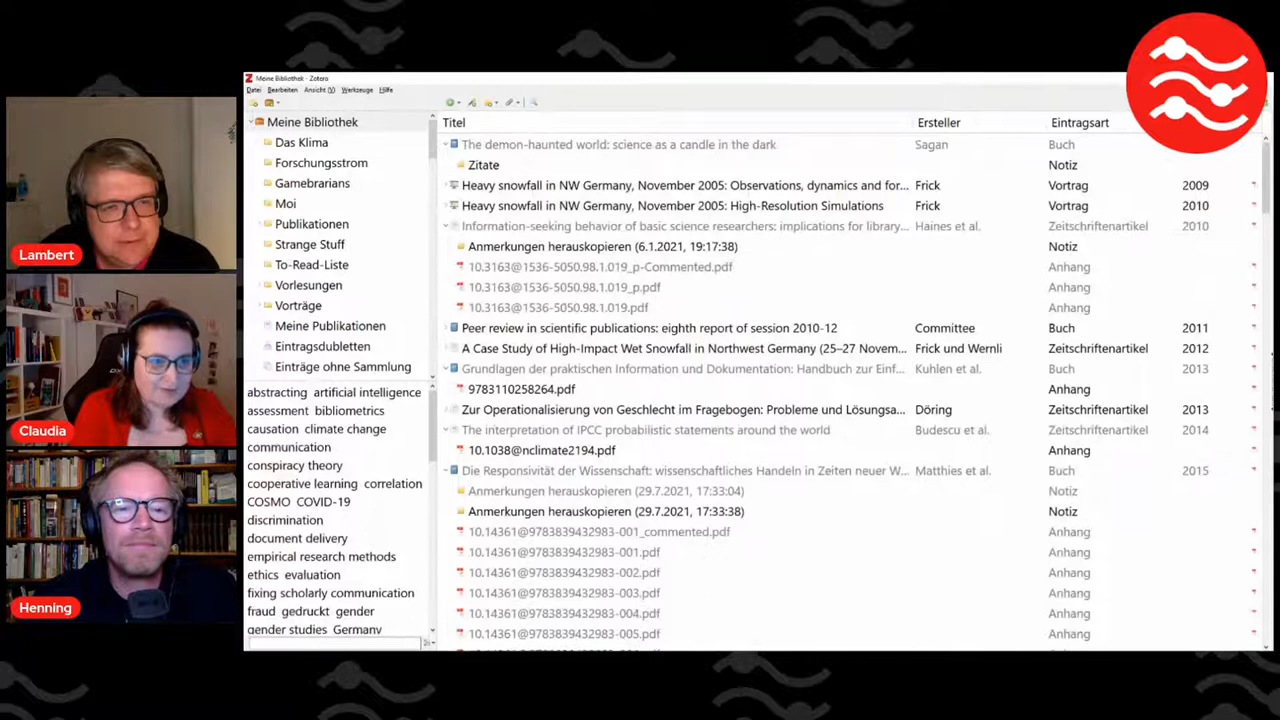 Meine Bibliothek - Zotero
Datei Bearbeiten Ansicht (V) Werkzeuge Hilfe
Meine Bibliothek
Das Klima
Forschungsstrom
Gamebrarians
Moi
Publikationen
Strange Stuff
To-Read-Liste
Vorlesungen
Vorträge
Meine Publikationen
Eintragsdubletten
Einträge ohne Sammlung
abstracting artificial intelligence
assessment bibliometrics
causation climate change
communication
conspiracy theory
cooperative learning correlation
COSMO COVID-19
discrimination
document delivery
empirical research methods
ethics evaluation
fixing scholarly communication
fraud gedruckt gender
gender studies Germany
Titel Ersteller Eintragsart
The demon-haunted world: science as a candle in the dark Sagan Buch
Zitate Notiz
Heavy snowfall in NW Germany, November 2005: Observations, dynamics and for... Frick Vortrag 2009
Heavy snowfall in NW Germany, November 2005: High-Resolution Simulations Frick Vortrag 2010
Information-seeking behavior of basic science researchers: implications for library... Haines et al. Zeitschriftenartikel 2010
Anmerkungen herauskopieren (6.1.2021, 19:17:38) Notiz
10.3163@1536-5050.98.1.019_p-Commented.pdf Anhang
10.3163@1536-5050.98.1.019_p.pdf Anhang
10.3163@1536-5050.98.1.019.pdf Anhang
Peer review in scientific publications: eighth report of session 2010-12 Committee Buch 2011
A Case Study of High-Impact Wet Snowfall in Northwest Germany (25–27 Novem... Frick und Wernli Zeitschriftenartikel 2012
Grundlagen der praktischen Information und Dokumentation: Handbuch zur Einf... Kuhlen et al. Buch 2013
9783110258264.pdf Anhang
Zur Operationalisierung von Geschlecht im Fragebogen: Probleme und Lösungsa... Döring Zeitschriftenartikel 2013
The interpretation of IPCC probabilistic statements around the world Budescu et al. Zeitschriftenartikel 2014
10.1038@nclimate2194.pdf Anhang
Die Responsivität der Wissenschaft: wissenschaftliches Handeln in Zeiten neuer W... Matthies et al. Buch 2015
Anmerkungen herauskopieren (29.7.2021, 17:33:04) Notiz
Anmerkungen herauskopieren (29.7.2021, 17:33:38) Notiz
10.14361@9783839432983-001_commented.pdf Anhang
10.14361@9783839432983-001.pdf Anhang
10.14361@9783839432983-002.pdf Anhang
10.14361@9783839432983-003.pdf Anhang
10.14361@9783839432983-004.pdf Anhang
10.14361@9783839432983-005.pdf Anhang
Lambert
Claudia
Henning